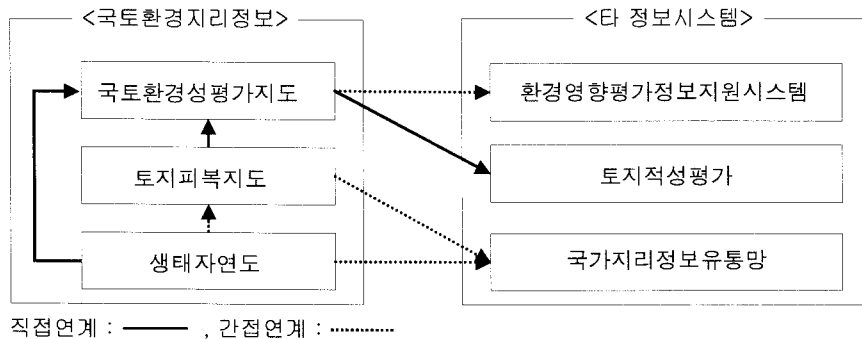 <국토환경지리정보>
<타 정보시스템>
국토환경성평가지도
환경영향평가정보지원시스템
토지피복지도
토지적성평가
생태자연도
국가지리정보유통망
직접연계 : , 간접연계 :